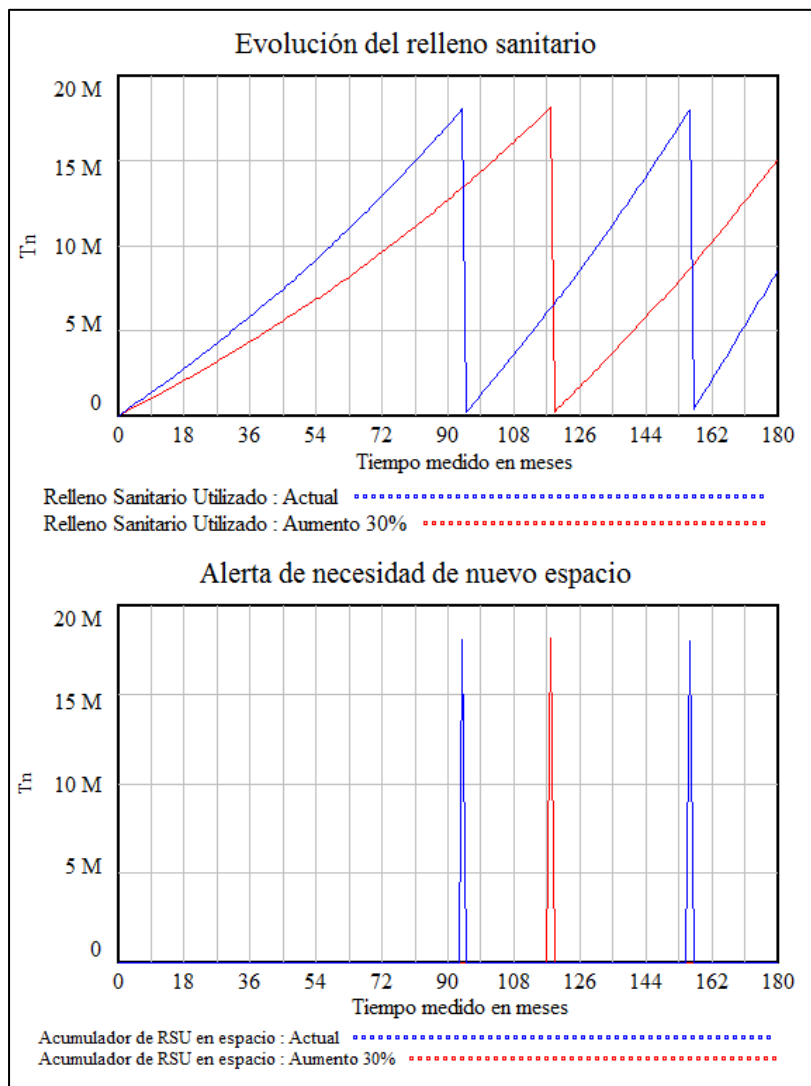 Evolución del relleno sanitario
20 M
15 M
10 M
5 M
0
Tn
0 18 36 54 72 90 108 126 144 162 180
Tiempo medido en meses
Relleno Sanitario Utilizado : Actual
Relleno Sanitario Utilizado : Aumento 30%
Alerta de necesidad de nuevo espacio
20 M
15 M
10 M
5 M
0
Tn
0 18 36 54 72 90 108 126 144 162 180
Tiempo medido en meses
Acumulador de RSU en espacio : Actual
Acumulador de RSU en espacio : Aumento 30%